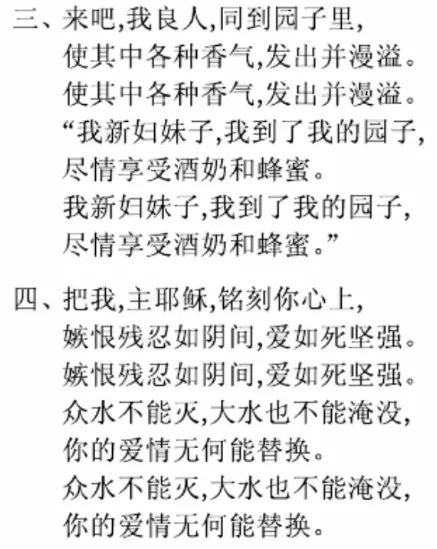 三、来吧,我良人,同到园子里,
使其中各种香气,发出并漫溢。
使其中各种香气,发出并漫溢。
“我新妇妹子,我到了我的园子,
尽情享受酒奶和蜂蜜。
我新妇妹子,我到了我的园子,
尽情享受酒奶和蜂蜜。”
四、把我,主耶稣,铭刻你心上,
嫉恨残忍如阴间,爱如死坚强。
嫉恨残忍如阴间,爱如死坚强。
众水不能灭,大水也不能淹没,
你的爱情无何能替换。
众水不能灭,大水也不能淹没,
你的爱情无何能替换。